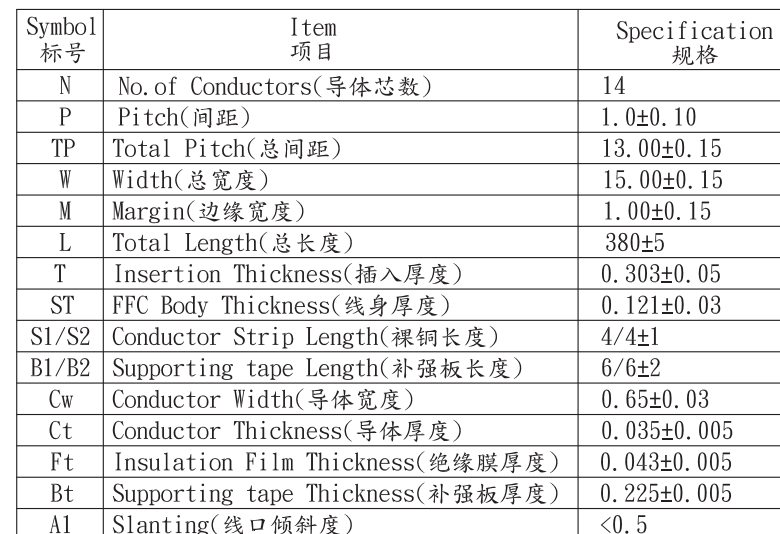 Symbol Item Specification
标号 项目 规格
N No.of Conductors(导体芯数) 14
P Pitch(间距) 1.0±0.10
TP Total Pitch(总间距) 13.00±0.15
W Width(总宽度) 15.00±0.15
M Margin(边缘宽度) 1.00±0.15
L Total Length(总长度) 380±5
T Insertion Thickness(插入厚度) 0.303±0.05
ST FFC Body Thickness(线身厚度) 0.121±0.03
S1/S2 Conductor Strip Length(裸铜长度) 4/4±1
B1/B2 Supporting tape Length(补强板长度) 6/6±2
Cw Conductor Width(导体宽度) 0.65±0.03
Ct Conductor Thickness(导体厚度) 0.035±0.005
Ft Insulation Film Thickness(绝缘膜厚度) 0.043±0.005
Bt Supporting tape Thickness(补强板厚度) 0.225±0.005
A1 Slanting(线口倾斜度) <0.5